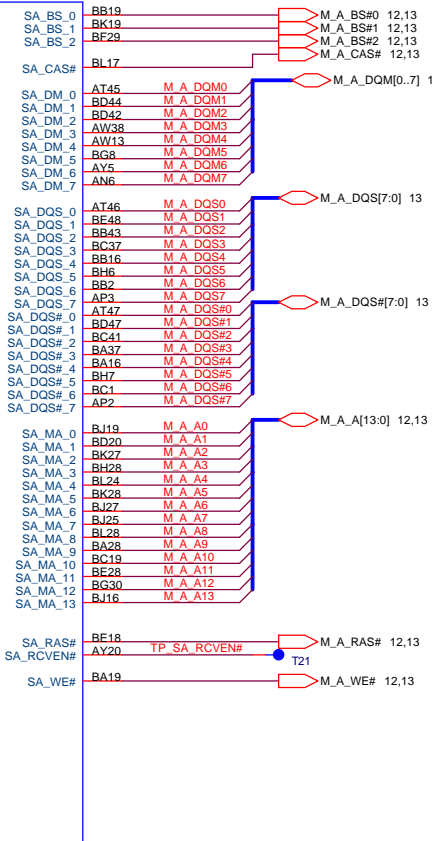 SA_BS_0 BB19 M_A_BS#0 12,13
SA_BS_1 BK19 M_A_BS#1 12,13
SA_BS_2 BF29 M_A_BS#2 12,13
SA_CAS# BL17 M_A_CAS# 12,13
SA_DM_0 AT45 M_A_DQM0 M_A_DQM[0..7] 1
SA_DM_1 BD44 M_A_DQM1
SA_DM_2 BD42 M_A_DQM2
SA_DM_3 AW38 M_A_DQM3
SA_DM_4 AW13 M_A_DQM4
SA_DM_5 BG8 M_A_DQM5
SA_DM_6 AY5 M_A_DQM6
SA_DM_7 AN6 M_A_DQM7
SA_DQS_0 AT46 M_A_DQS0 M_A_DQS[7:0] 13
SA_DQS_1 BE48 M_A_DQS1
SA_DQS_2 BB43 M_A_DQS2
SA_DQS_3 BC37 M_A_DQS3
SA_DQS_4 BB16 M_A_DQS4
SA_DQS_5 BH6 M_A_DQS5
SA_DQS_6 BB2 M_A_DQS6
SA_DQS_7 AP3 M_A_DQS7
SA_DQS#_0 AT47 M_A_DQS#0 M_A_DQS#[7:0] 13
SA_DQS#_1 BD47 M_A_DQS#1
SA_DQS#_2 BC41 M_A_DQS#2
SA_DQS#_3 BA37 M_A_DQS#3
SA_DQS#_4 BA16 M_A_DQS#4
SA_DQS#_5 BH7 M_A_DQS#5
SA_DQS#_6 BC1 M_A_DQS#6
SA_DQS#_7 AP2 M_A_DQS#7
SA_MA_0 BJ19 M_A_A0 M_A_A[13:0] 12,13
SA_MA_1 BD20 M_A_A1
SA_MA_2 BK27 M_A_A2
SA_MA_3 BH28 M_A_A3
SA_MA_4 BL24 M_A_A4
SA_MA_5 BK28 M_A_A5
SA_MA_6 BJ27 M_A_A6
SA_MA_7 BJ25 M_A_A7
SA_MA_8 BL28 M_A_A8
SA_MA_9 BA28 M_A_A9
SA_MA_10 BC19 M_A_A10
SA_MA_11 BE28 M_A_A11
SA_MA_12 BG30 M_A_A12
SA_MA_13 BJ16 M_A_A13
SA_RAS# BE18 M_A_RAS# 12,13
SA_RCVEN# AY20 TP_SA_RCVEN# T21
SA_WE# BA19 M_A_WE# 12,13